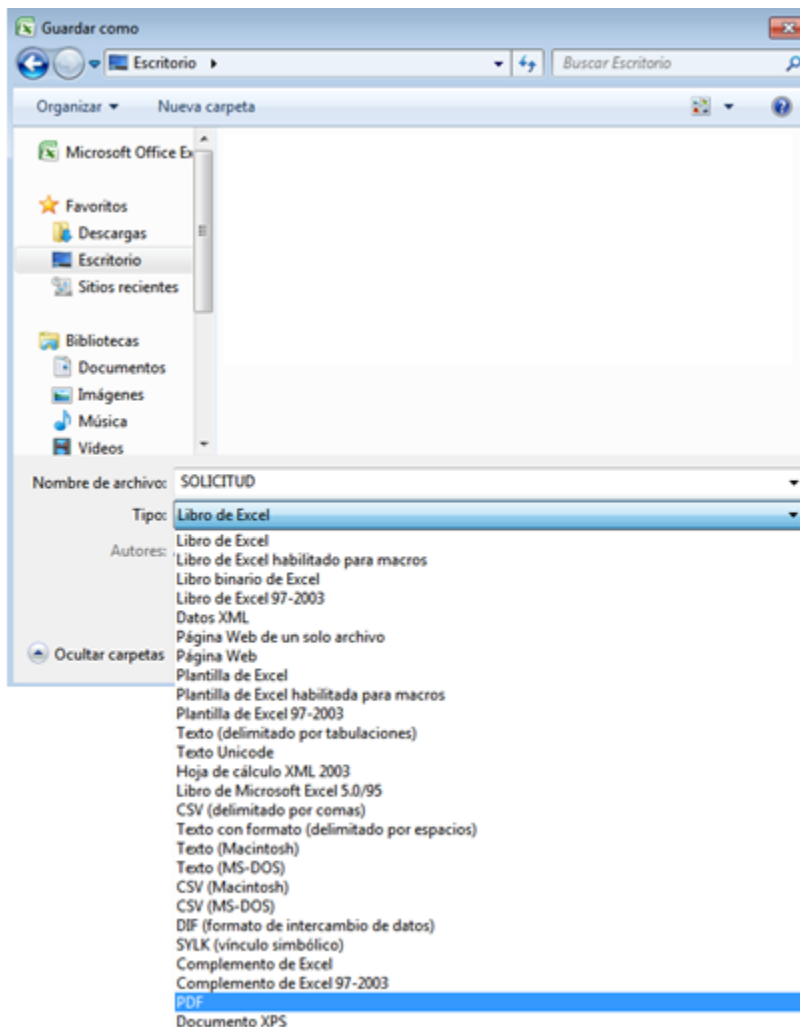 Guardar como
Escritorio
Buscar Escritorio
Organizar
Nueva carpeta
Microsoft Office Ex
Favoritos
Descargas
Escritorio
Sitios recientes
Bibliotecas
Documentos
Imágenes
Música
Vídeos
Nombre de archivo: SOLICITUD
Tipo: Libro de Excel
Autores:
Ocultar carpetas
Libro de Excel
Libro de Excel habilitado para macros
Libro binario de Excel
Libro de Excel 97-2003
Datos XML
Página Web de un solo archivo
Página Web
Plantilla de Excel
Plantilla de Excel habilitada para macros
Plantilla de Excel 97-2003
Texto (delimitado por tabulaciones)
Texto Unicode
Hoja de cálculo XML 2003
Libro de Microsoft Excel 5.0/95
CSV (delimitado por comas)
Texto con formato (delimitado por espacios)
Texto (Macintosh)
Texto (MS-DOS)
CSV (Macintosh)
CSV (MS-DOS)
DIF (formato de intercambio de datos)
SYLK (vínculo simbólico)
Complemento de Excel
Complemento de Excel 97-2003
PDF
Documento XPS